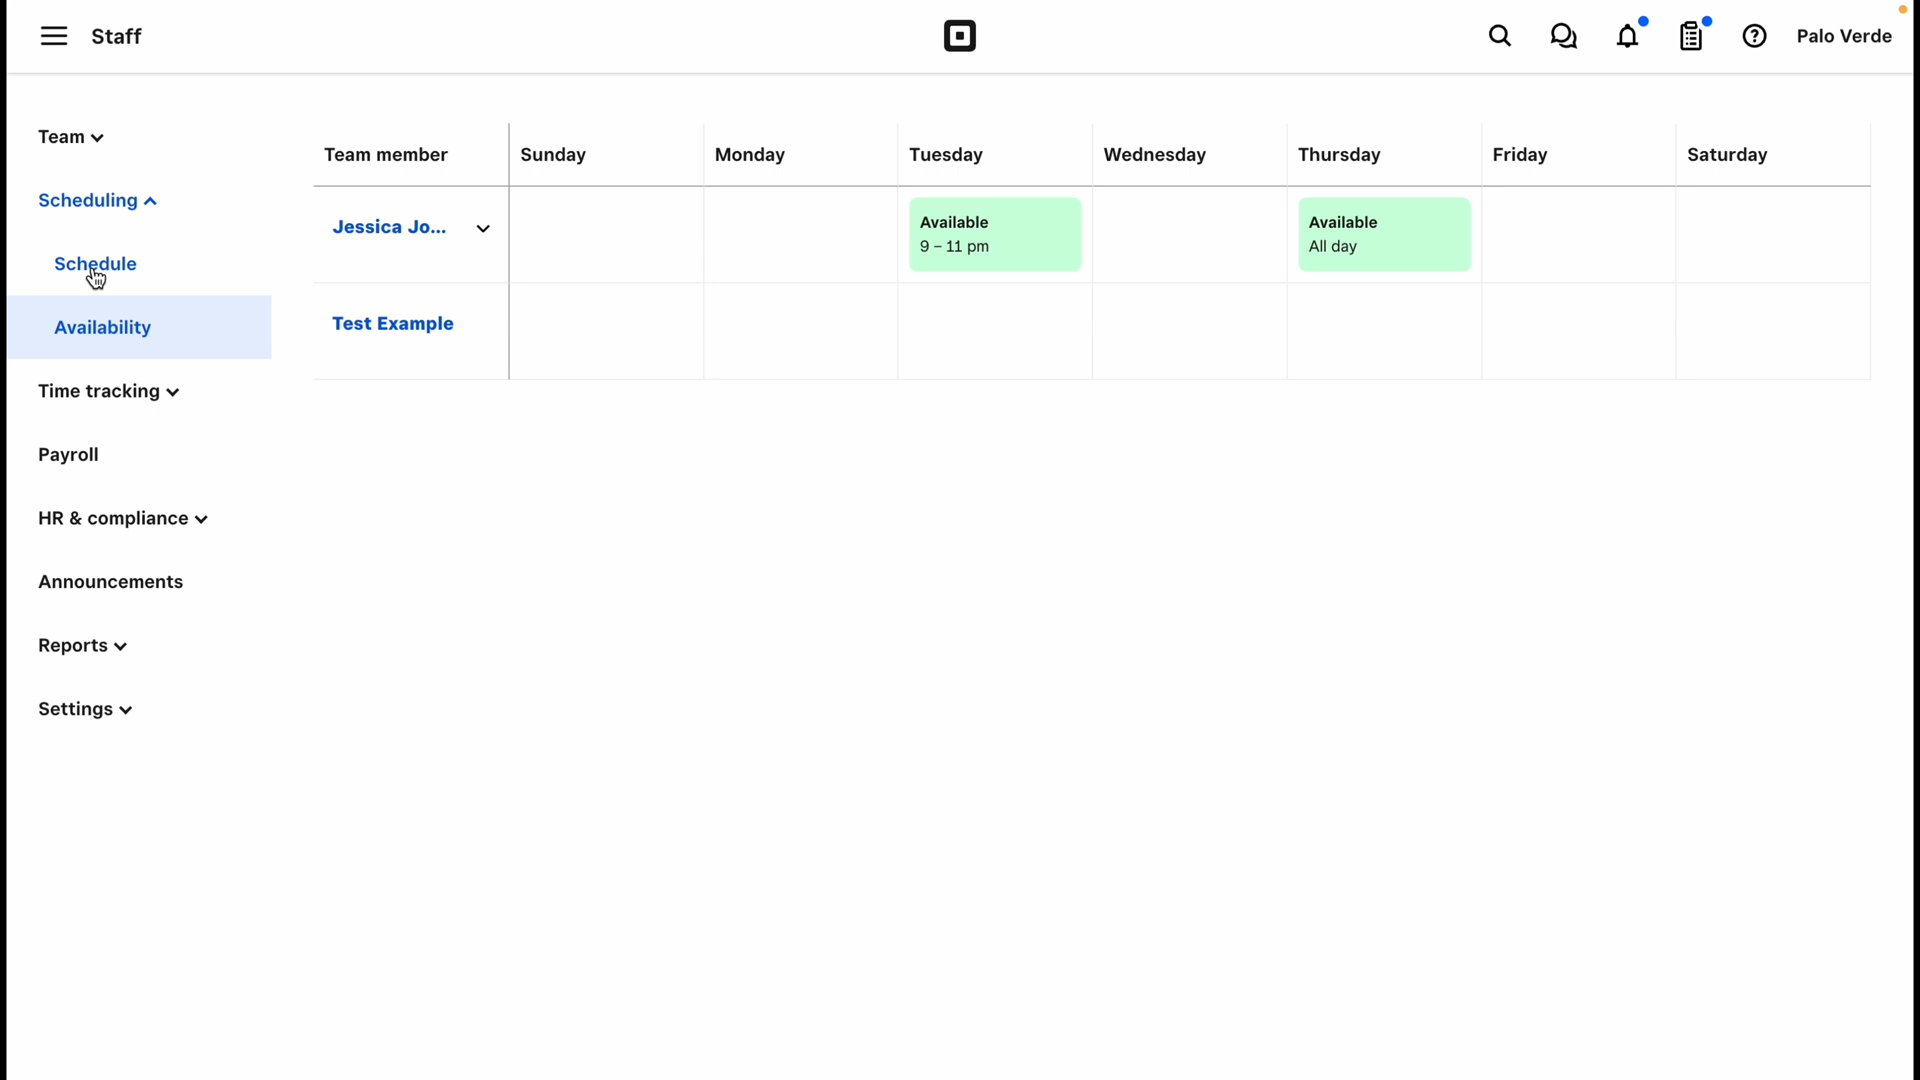 Staff
Palo Verde
Team
Scheduling
Schedule
Availability
Time tracking
Payroll
HR & compliance
Announcements
Reports
Settings
Team member
Sunday
Monday
Tuesday
Wednesday
Thursday
Friday
Saturday
Jessica Jo...
Available
9 – 11 pm
Available
All day
Test Example